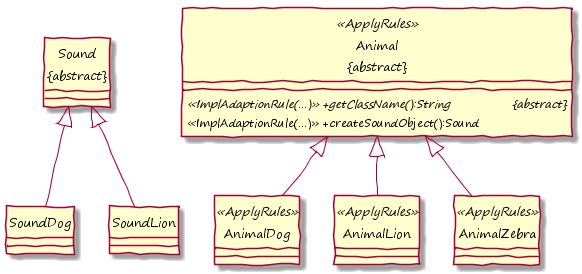 Sound
{abstract}
«ApplyRules»
Animal
{abstract}
«ImplAdaptionRule(...)» +getClassName():String {abstract}
«ImplAdaptionRule(...)» +createSoundObject():Sound
SoundDog
SoundLion
«ApplyRules»
AnimalDog
«ApplyRules»
AnimalLion
«ApplyRules»
AnimalZebra